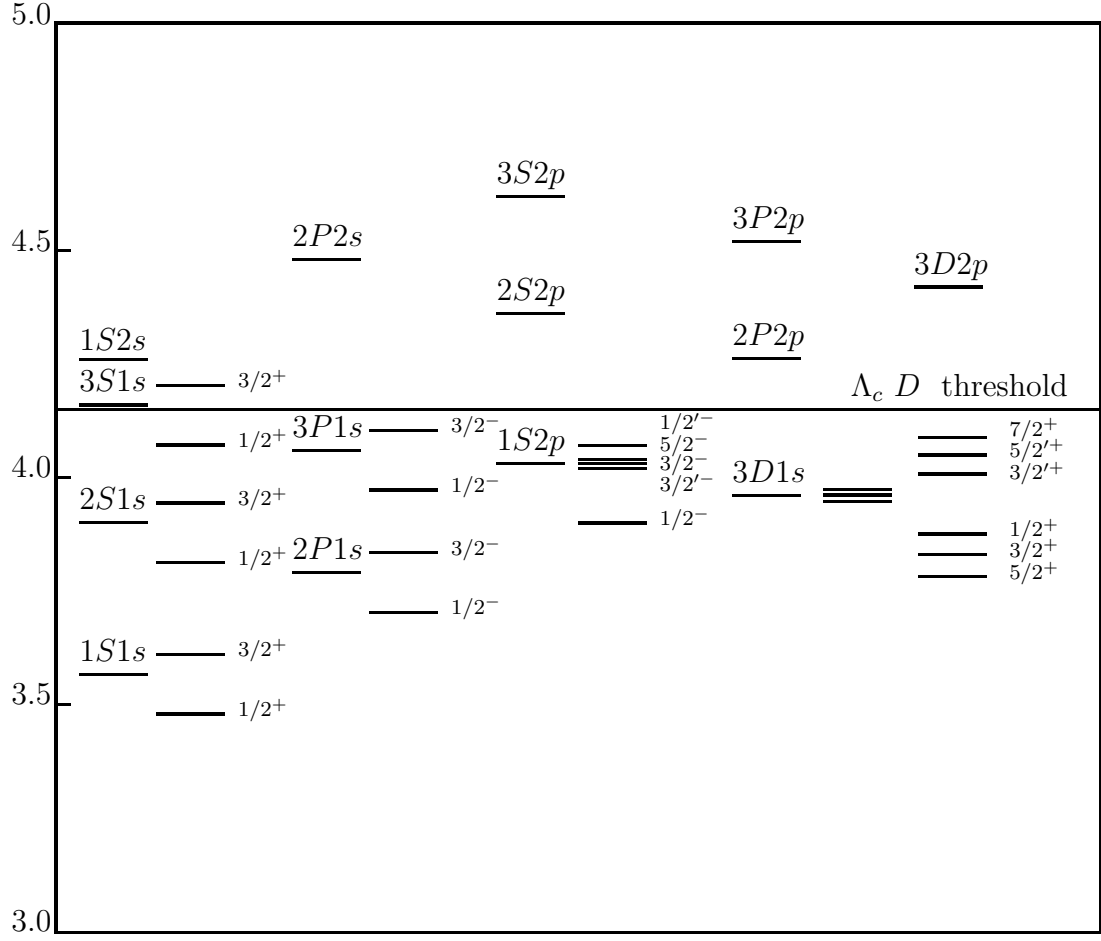 5.0
3S2p
3P2p
2P2s
4.5
3D2p
2S2p
1S2s
2P2p
3S1s
3/2⁺
Λc D threshold
3P1s
3/2⁻
1/2′⁻
7/2⁺
1/2⁺
1S2p
5/2⁻
5/2′⁺
4.0
3/2⁻
3D1s
3/2′⁺
2S1s
3/2⁺
1/2⁻
3/2′⁻
1/2⁻
1/2⁺
1/2⁺
2P1s
3/2⁻
3/2⁺
5/2⁺
1/2⁻
1S1s
3/2⁺
3.5
1/2⁺
3.0